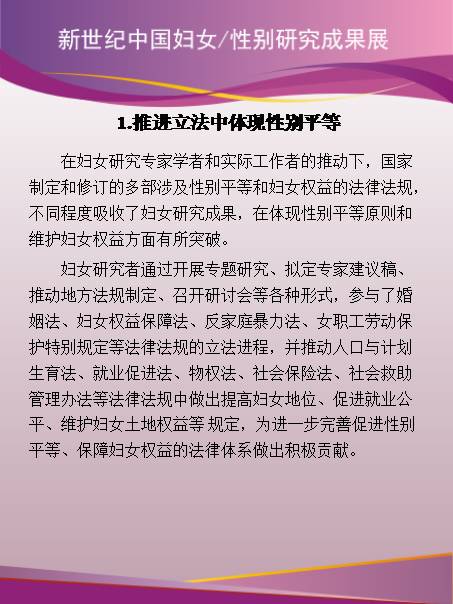 新世纪中国妇女/性别研究成果展
1.推进立法中体现性别平等
在妇女研究专家学者和实际工作者的推动下，国家
制定和修订的多部涉及性别平等和妇女权益的法律法规，
不同程度吸收了妇女研究成果，在体现性别平等原则和
维护妇女权益方面有所突破。
妇女研究者通过开展专题研究、拟定专家建议稿、
推动地方法规制定、召开研讨会等各种形式，参与了婚
姻法、妇女权益保障法、反家庭暴力法、女职工劳动保
护特别规定等法律法规的立法进程，并推动人口与计划
生育法、就业促进法、物权法、社会保险法、社会救助
管理办法等法律法规中做出提高妇女地位、促进就业公
平、维护妇女土地权益等 规定，为进一步完善促进性别
平等、保障妇女权益的法律体系做出积极贡献。